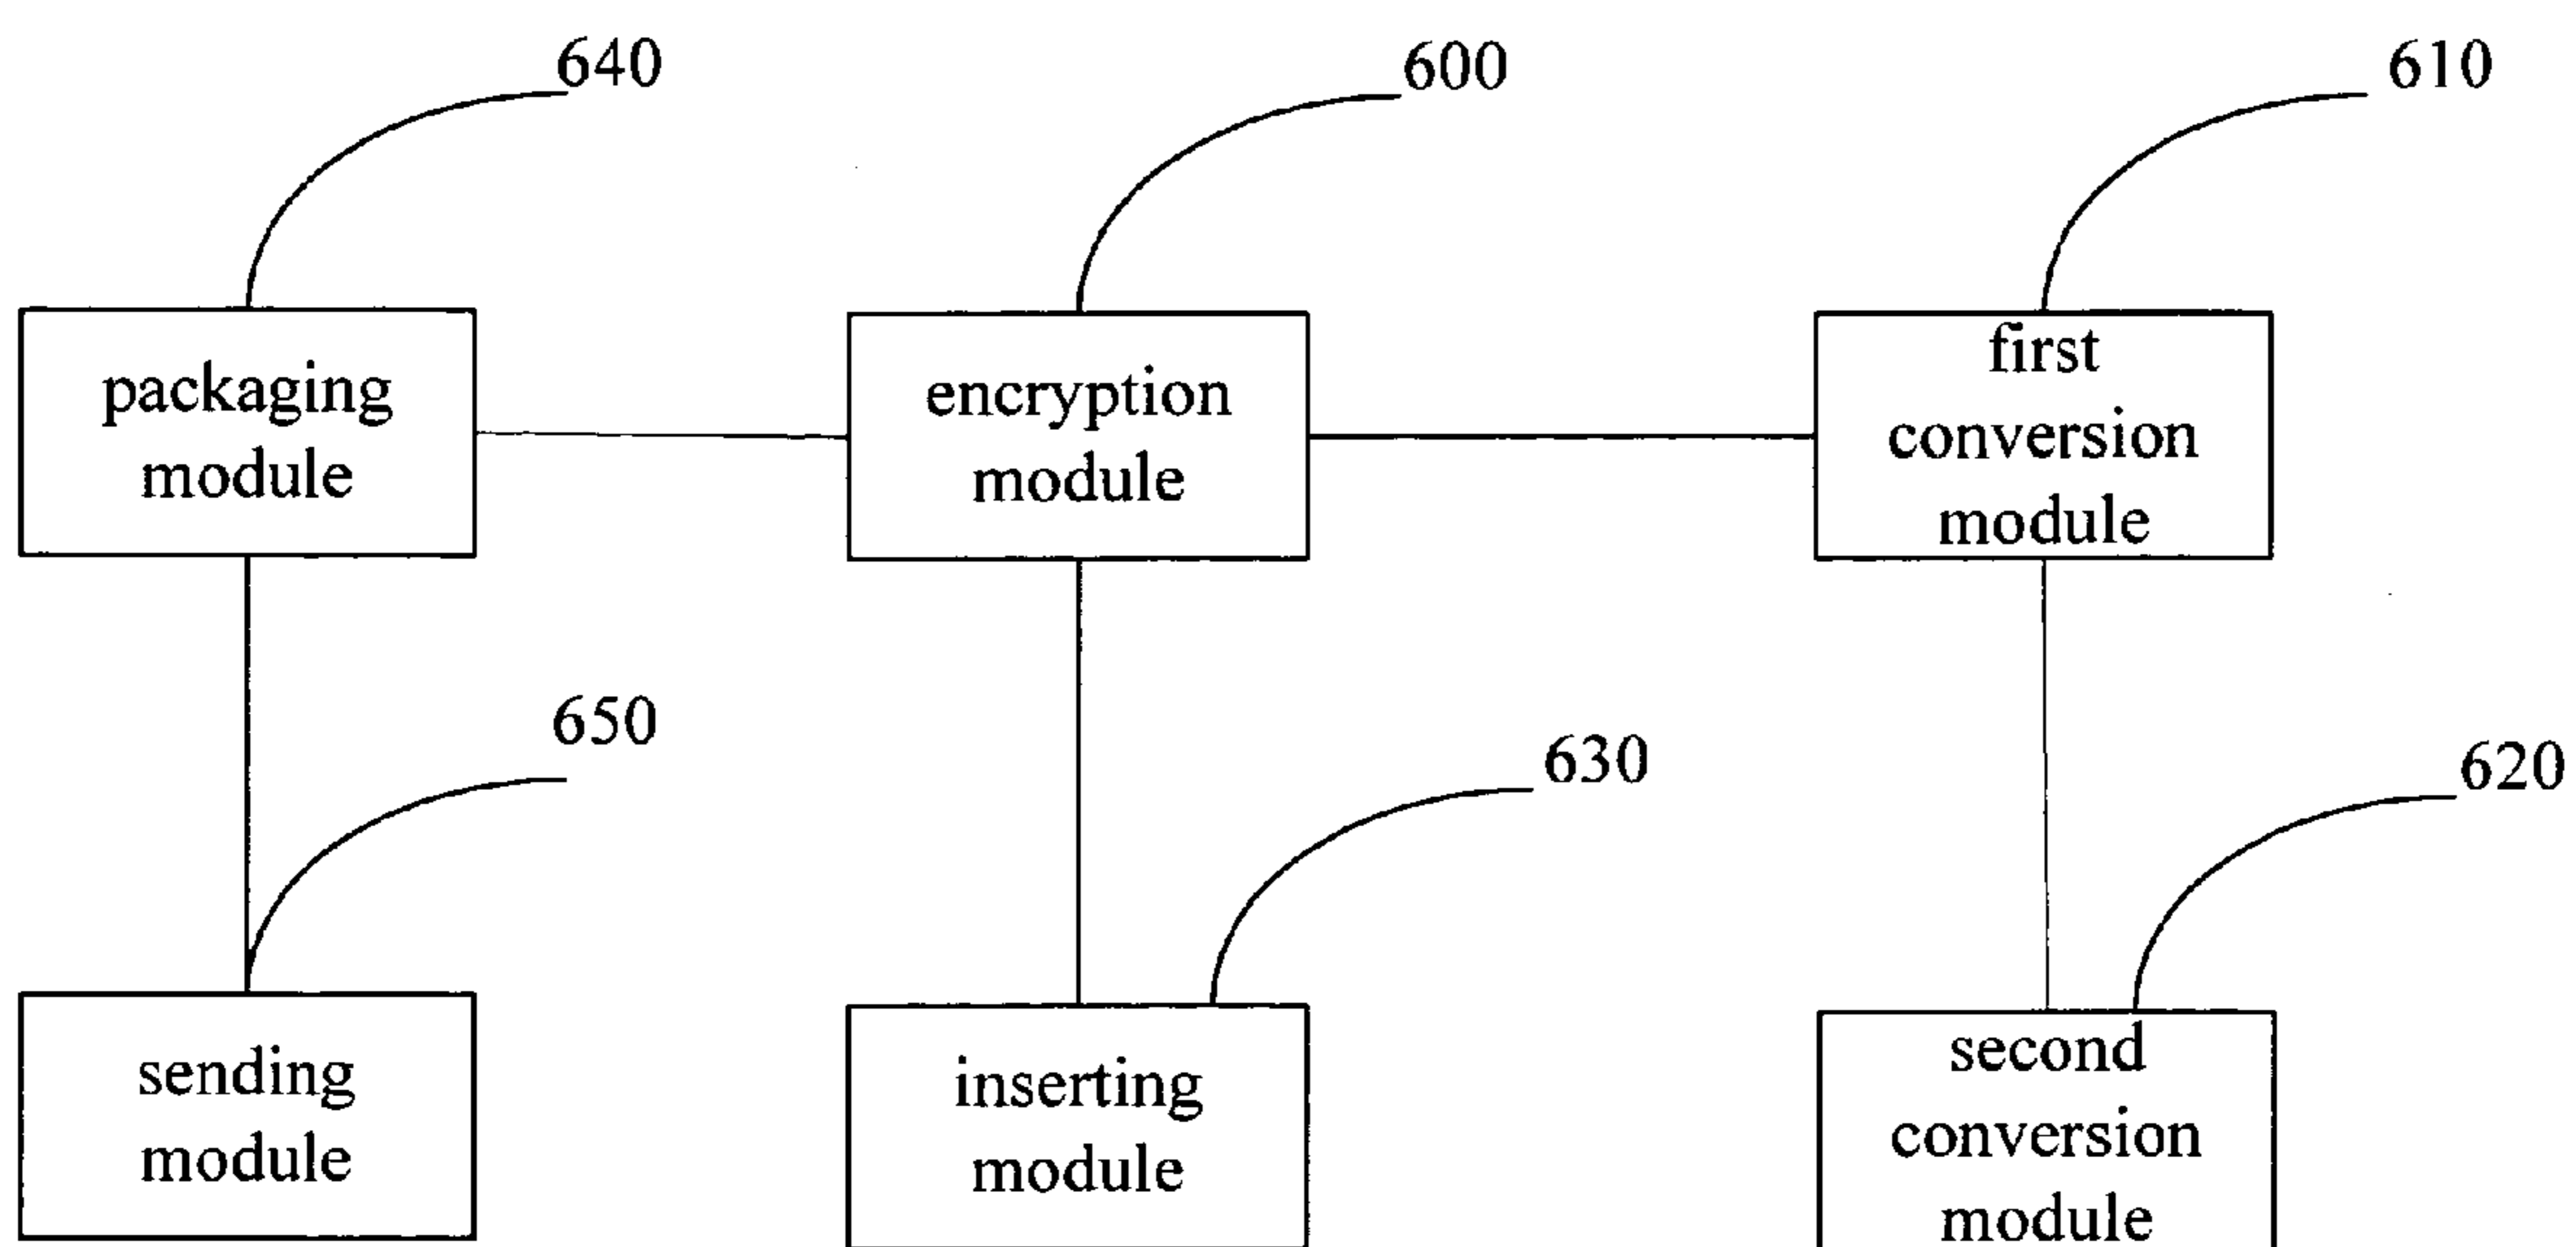 640
600
610
packaging
module
encryption
module
first
conversion
module
650
630
620
sending
module
inserting
module
second
conversion
module